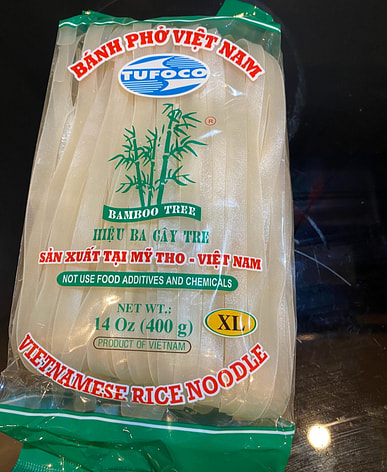 BÁNH PHỞ VIỆT NAM
TUFOCO
®
BAMBOO TREE
HIỆU BA CÂY TRE
SẢN XUẤT TẠI MỸ THO - VIỆT NAM
NOT USE FOOD ADDITIVES AND CHEMICALS
NET WT.:
14 Oz (400 g)
XL
PRODUCT OF VIETNAM
VIETNAMESE RICE NOODLE